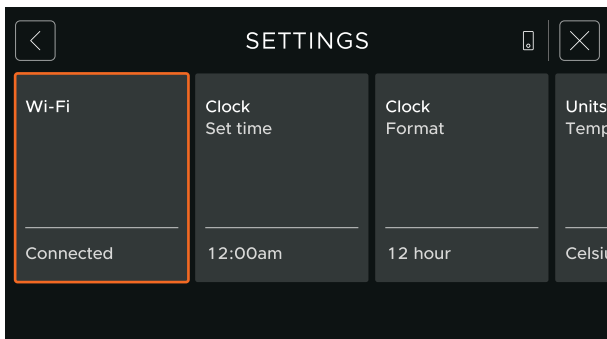 SETTINGS
Wi-Fi
Connected
Clock
Set time
12:00am
Clock
Format
12 hour
Units